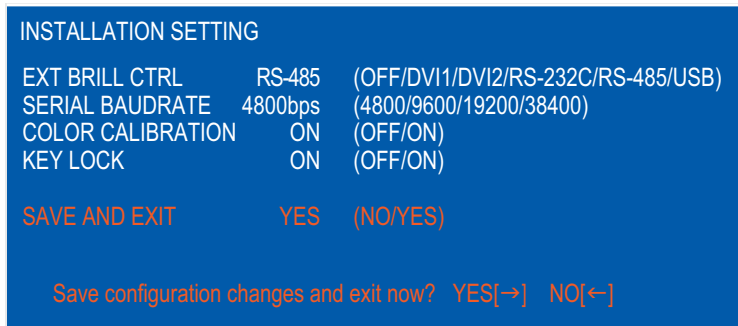 INSTALLATION SETTING
EXT BRILL CTRL RS-485 (OFF/DVI1/DVI2/RS-232C/RS-485/USB)
SERIAL BAUDRATE 4800bps (4800/9600/19200/38400)
COLOR CALIBRATION ON (OFF/ON)
KEY LOCK ON (OFF/ON)
SAVE AND EXIT YES (NO/YES)
Save configuration changes and exit now? YES[→] NO[←]